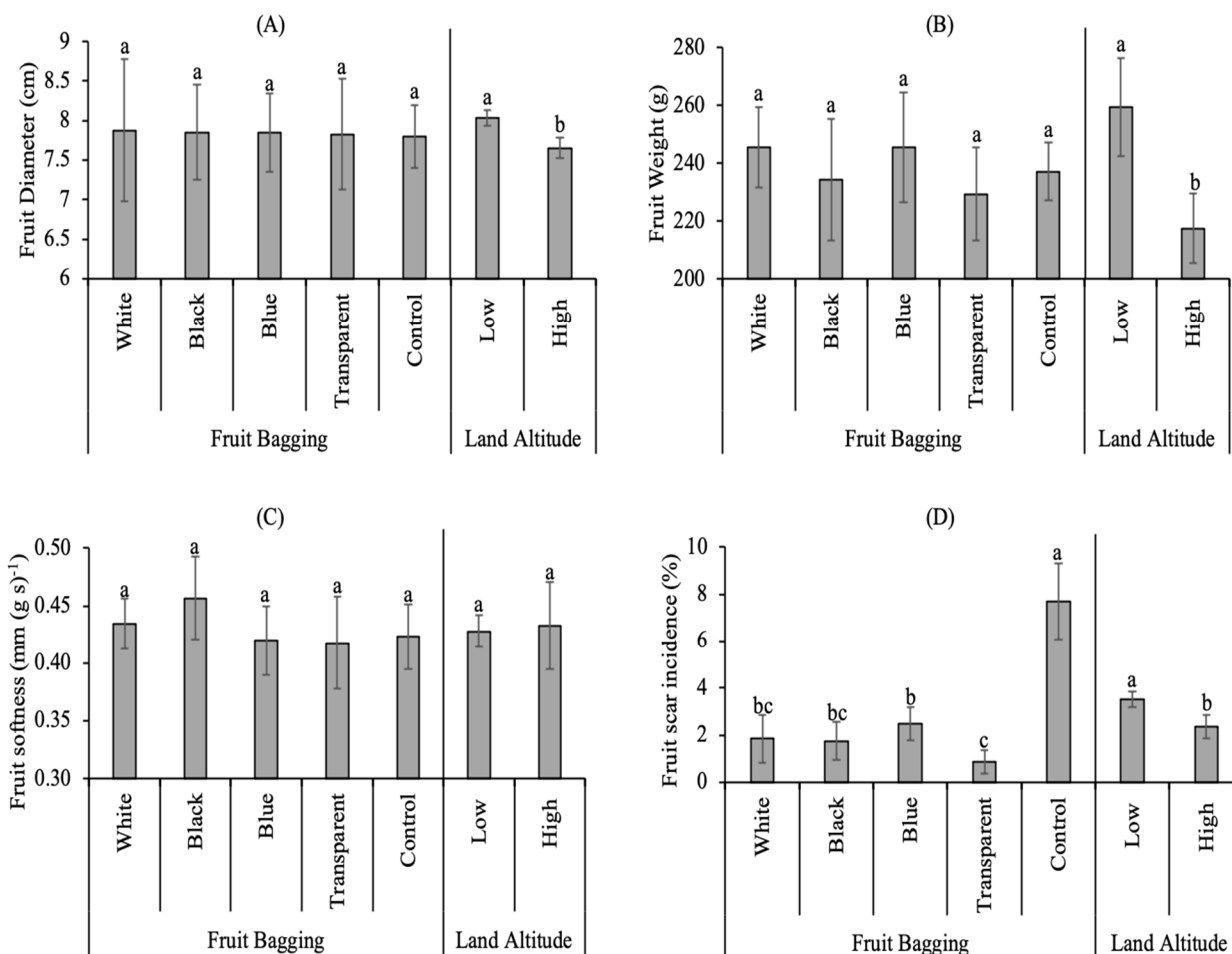 (A)
Fruit Diameter (cm)
9
8.5
8
7.5
7
6.5
6
a
a
a
a
a
a
b
White
Black
Blue
Transparent
Control
Low
High
Fruit Bagging
Land Altitude
(B)
Fruit Weight (g)
280
260
240
220
200
a
a
a
a
a
a
b
White
Black
Blue
Transparent
Control
Low
High
Fruit Bagging
Land Altitude
(C)
Fruit softness (mm (g s)⁻¹)
0.50
0.45
0.40
0.35
0.30
a
a
a
a
a
a
a
White
Black
Blue
Transparent
Control
Low
High
Fruit Bagging
Land Altitude
(D)
Fruit scar incidence (%)
10
8
6
4
2
0
bc
bc
b
c
a
a
b
White
Black
Blue
Transparent
Control
Low
High
Fruit Bagging
Land Altitude